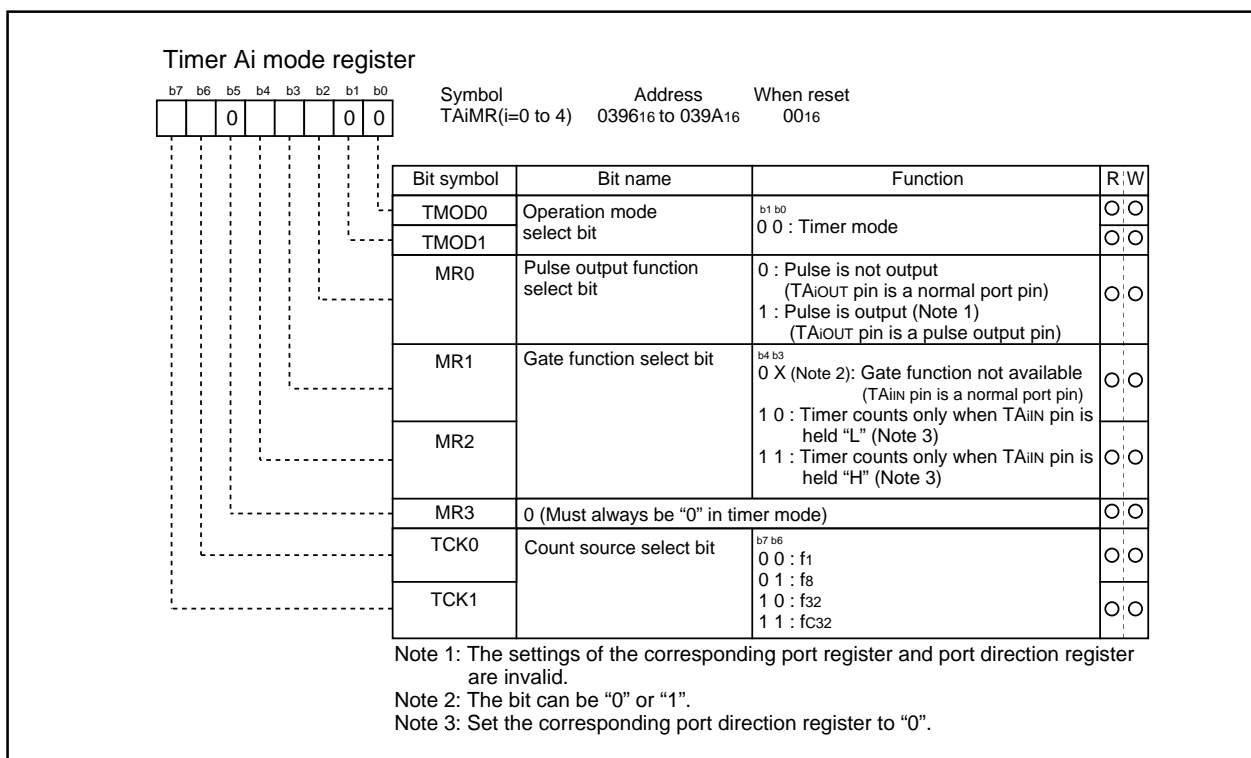 Timer Ai mode register
b7 b6 b5 b4 b3 b2 b1 b0
0 0 0
Symbol Address When reset
TAiMR(i=0 to 4) 039616 to 039A16 0016
Bit symbol Bit name Function R W
TMOD0
TMOD1
Operation mode
select bit
b1 b0
0 0 : Timer mode
MR0
Pulse output function
select bit
0 : Pulse is not output
(TAiOUT pin is a normal port pin)
1 : Pulse is output (Note 1)
(TAiOUT pin is a pulse output pin)
MR1
MR2
Gate function select bit
b4 b3
0 X (Note 2): Gate function not available
(TAiIN pin is a normal port pin)
1 0 : Timer counts only when TAiIN pin is
held “L” (Note 3)
1 1 : Timer counts only when TAiIN pin is
held “H” (Note 3)
MR3 0 (Must always be “0” in timer mode)
TCK0
TCK1
Count source select bit
b7 b6
0 0 : f1
0 1 : f8
1 0 : f32
1 1 : fC32
Note 1: The settings of the corresponding port register and port direction register
are invalid.
Note 2: The bit can be “0” or “1”.
Note 3: Set the corresponding port direction register to “0”.